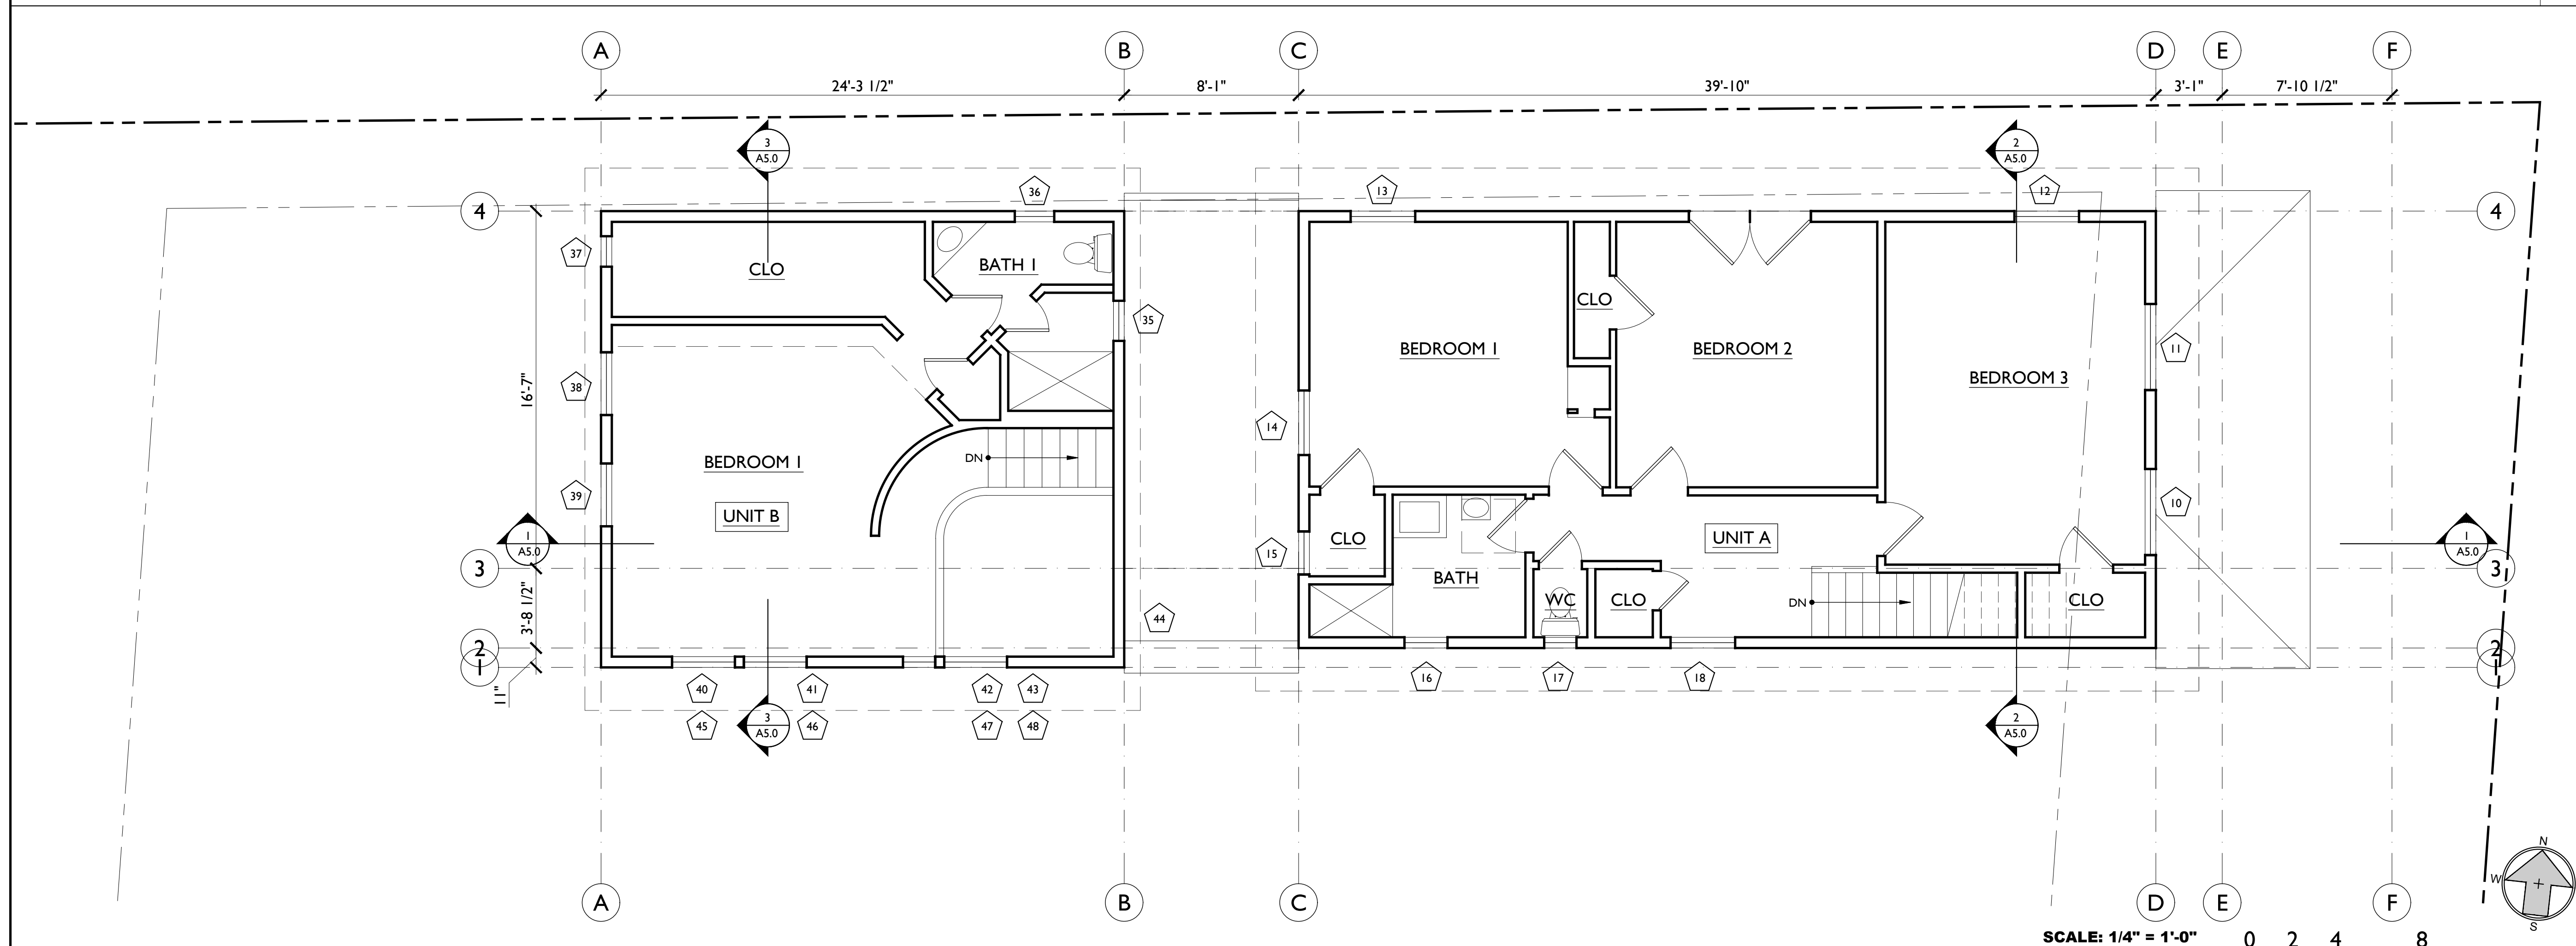 A B C D E F
24'-3 1/2" 8'-1" 39'-10" 3'-1" 7'-10 1/2"
3
A5.0
2
A5.0
36 13 12
4 4
37
CLO
BATH 1
35
CLO
38
16'-7"
BEDROOM 1
BEDROOM 2
11
BEDROOM 3
14
BEDROOM 1
DN
39
10
UNIT B
1
A5.0
15
CLO
UNIT A
1
A5.0
3 3
BATH
WC
CLO
DN
CLO
3'-8 1/2"
44
2 2
1 1
11"
40 41 42 43 16 17 18
45
3
A5.0
46 47 48
2
A5.0
N
W
S
A B C D E F
SCALE: 1/4" = 1'-0" 0 2 4 8